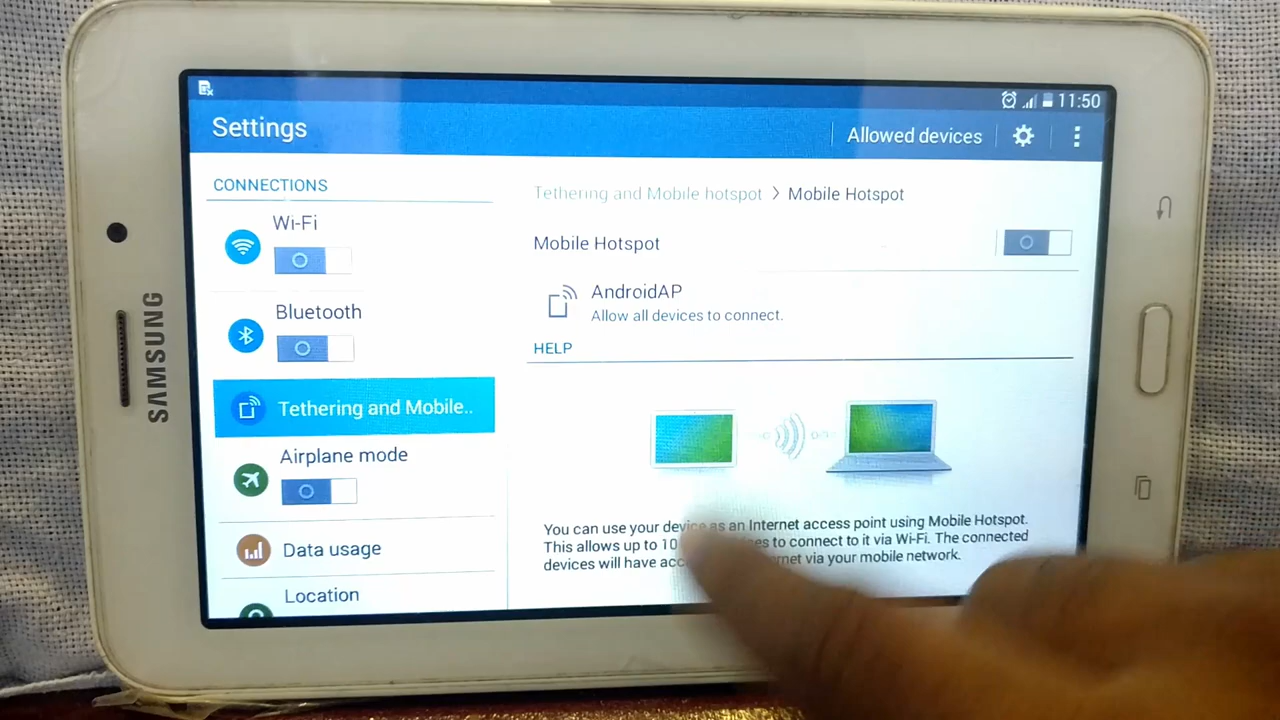 11:50
Settings
Allowed devices
CONNECTIONS
Wi-Fi
Bluetooth
Tethering and Mobile..
Airplane mode
Data usage
Location
Tethering and Mobile hotspot > Mobile Hotspot
Mobile Hotspot
AndroidAP
Allow all devices to connect.
HELP
You can use your device as an Internet access point using Mobile Hotspot.
This allows up to 10 to connect to it via Wi-Fi. The connected
devices will have via your mobile network.
SAMSUNG